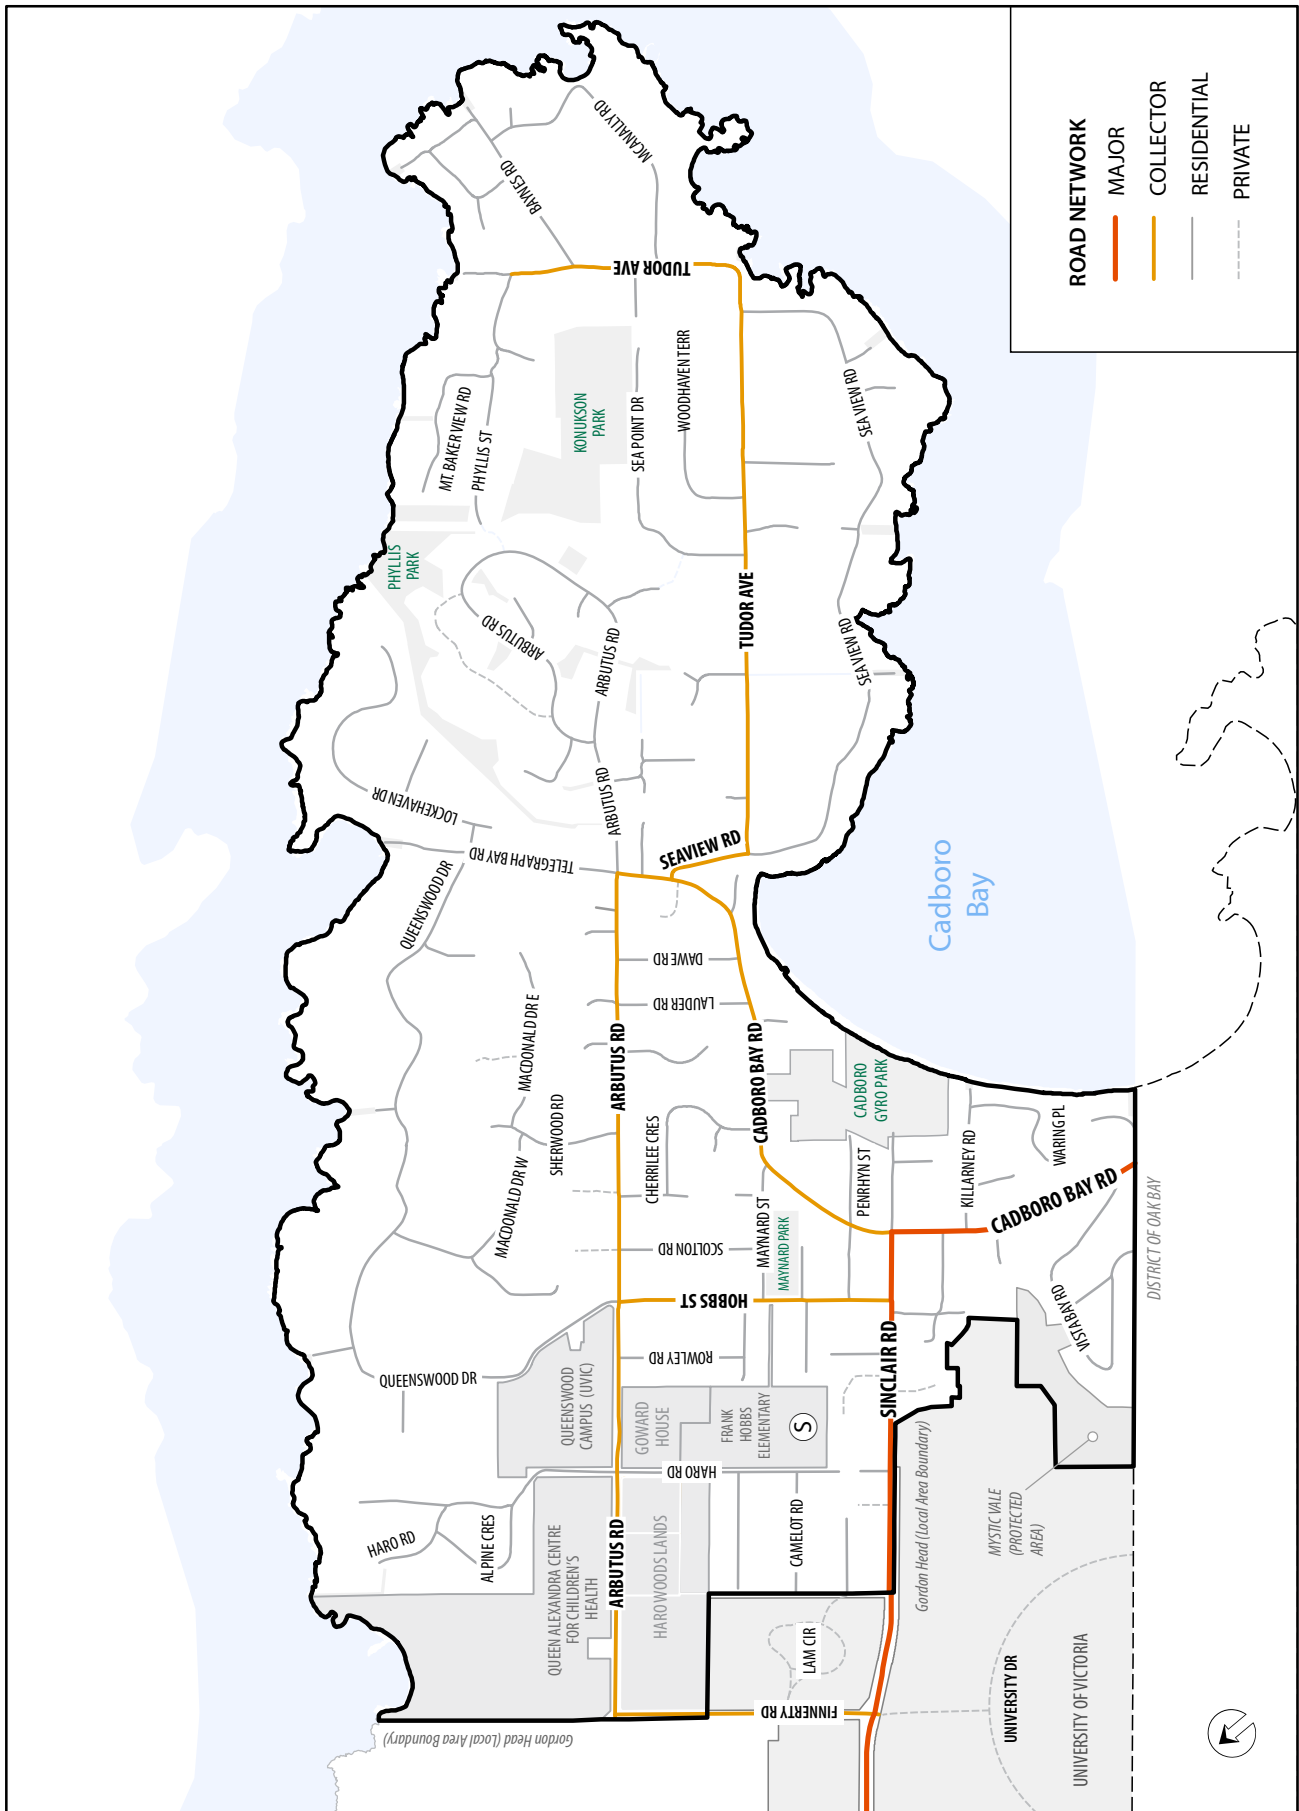 ROAD NETWORK
MAJOR
COLLECTOR
RESIDENTIAL
PRIVATE
MCANALLY RD
BAYNES RD
TUDOR AVE
WOODHAVEN TERR
SEA VIEW RD
KONUKSON
PARK
SEA POINT DR
MT. BAKER VIEW RD
PHYLLIS ST
PHYLLIS
PARK
TUDOR AVE
ARBUTUS RD
ARBUTUS RD
SEA VIEW RD
ARBUTUS RD
LOCKEHAVEN DR
TELEGRAPH BAY RD
SEAVIEW RD
QUEENSWOOD DR
Cadboro
Bay
DAWE RD
LAUDER RD
MACDONALD DR E
ARBUTUS RD
CADBORO BAY RD
CADBORO
GYRO PARK
SHERWOOD RD
CHERRILEE CRES
MACDONALD DR W
MAYNARD ST
MAYNARD PARK
PENRHYN ST
KILLARNEY RD
WARING PL
CADBORO BAY RD
DISTRICT OF OAK BAY
SCOLTON RD
HOBBS ST
VISTA BAY RD
ROWLEY RD
SINCLAIR RD
QUEENSWOOD DR
QUEENSWOOD
CAMPUS (UVIC)
GOWARD
HOUSE
FRANK
HOBBS
ELEMENTARY
S
HARO RD
CAMELOT RD
Gordon Head (Local Area Boundary)
MYSTIC VALE
(PROTECTED
AREA)
HARO RD
ALPINE CRES
QUEEN ALEXANDRA CENTRE
FOR CHILDREN'S
HEALTH
ARBUTUS RD
HAROWOODS LANDS
LAM CIR
FINNERTY RD
UNIVERSITY DR
UNIVERSITY OF VICTORIA
Gordon Head (Local Area Boundary)